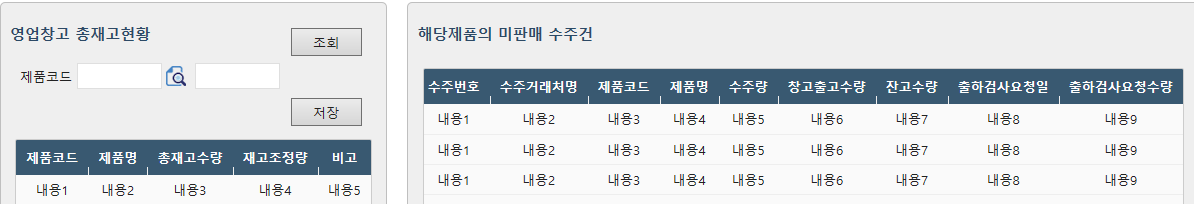 영업창고 총재고현황
조회
제품코드
저장
제품코드 제품명 총재고수량 재고조정량 비고
내용1 내용2 내용3 내용4 내용5
해당제품의 미판매 수주건
수주번호 수주거래처명 제품코드 제품명 수주량 창고출고수량 잔고수량 출하검사요청일 출하검사요청수량
내용1 내용2 내용3 내용4 내용5 내용6 내용7 내용8 내용9
내용1 내용2 내용3 내용4 내용5 내용6 내용7 내용8 내용9
내용1 내용2 내용3 내용4 내용5 내용6 내용7 내용8 내용9